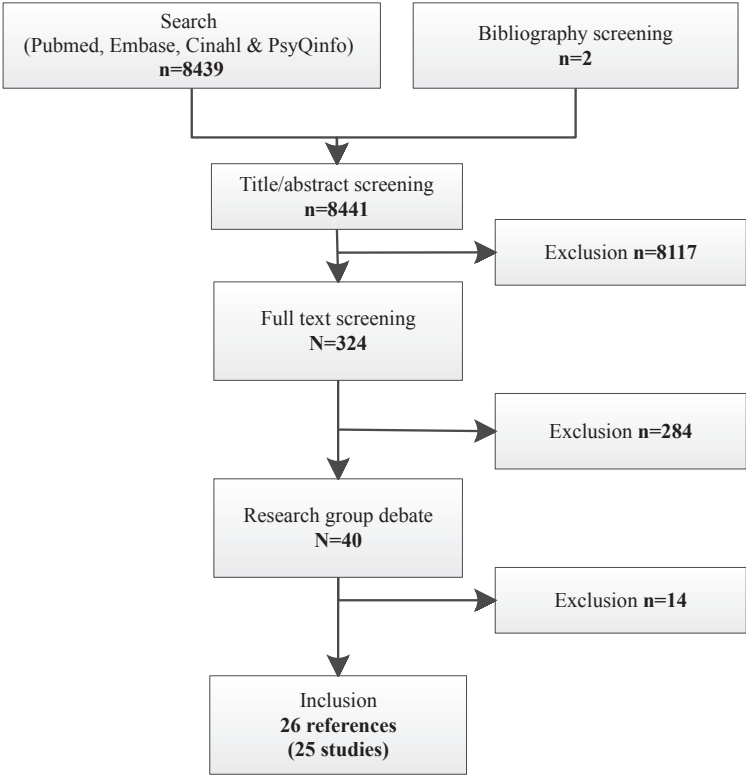 Search
(Pubmed, Embase, Cinahl & PsyQinfo)
n=8439
Bibliography screening
n=2
Title/abstract screening
n=8441
Exclusion n=8117
Full text screening
N=324
Exclusion n=284
Research group debate
N=40
Exclusion n=14
Inclusion
26 references
(25 studies)